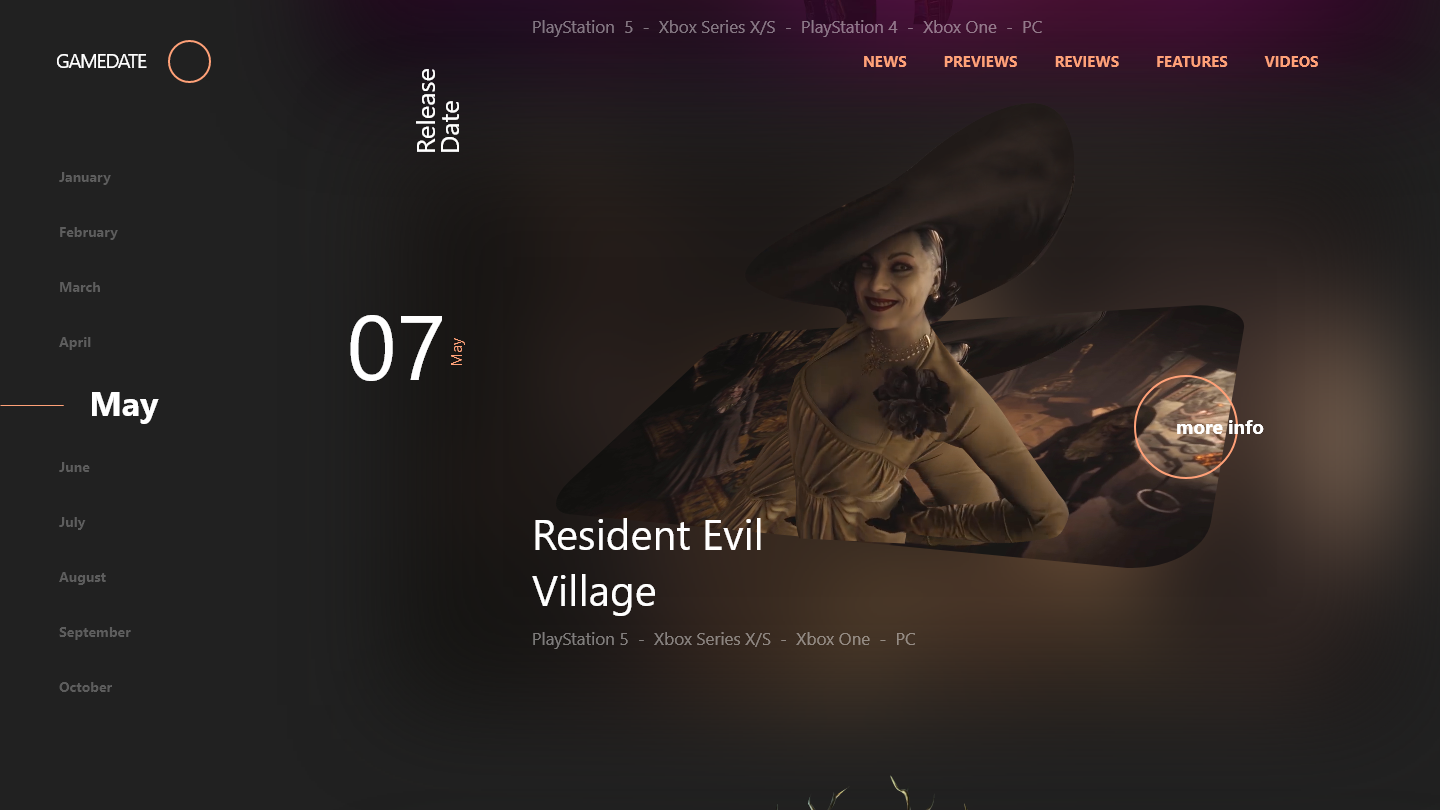 PlayStation 5 - Xbox Series X/S - PlayStation 4 - Xbox One - PC
GAMEDATE
NEWS PREVIEWS REVIEWS FEATURES VIDEOS
Release
Date
January
February
March
April
May
June
July
August
September
October
07
May
more info
Resident Evil
Village
PlayStation 5 - Xbox Series X/S - Xbox One - PC